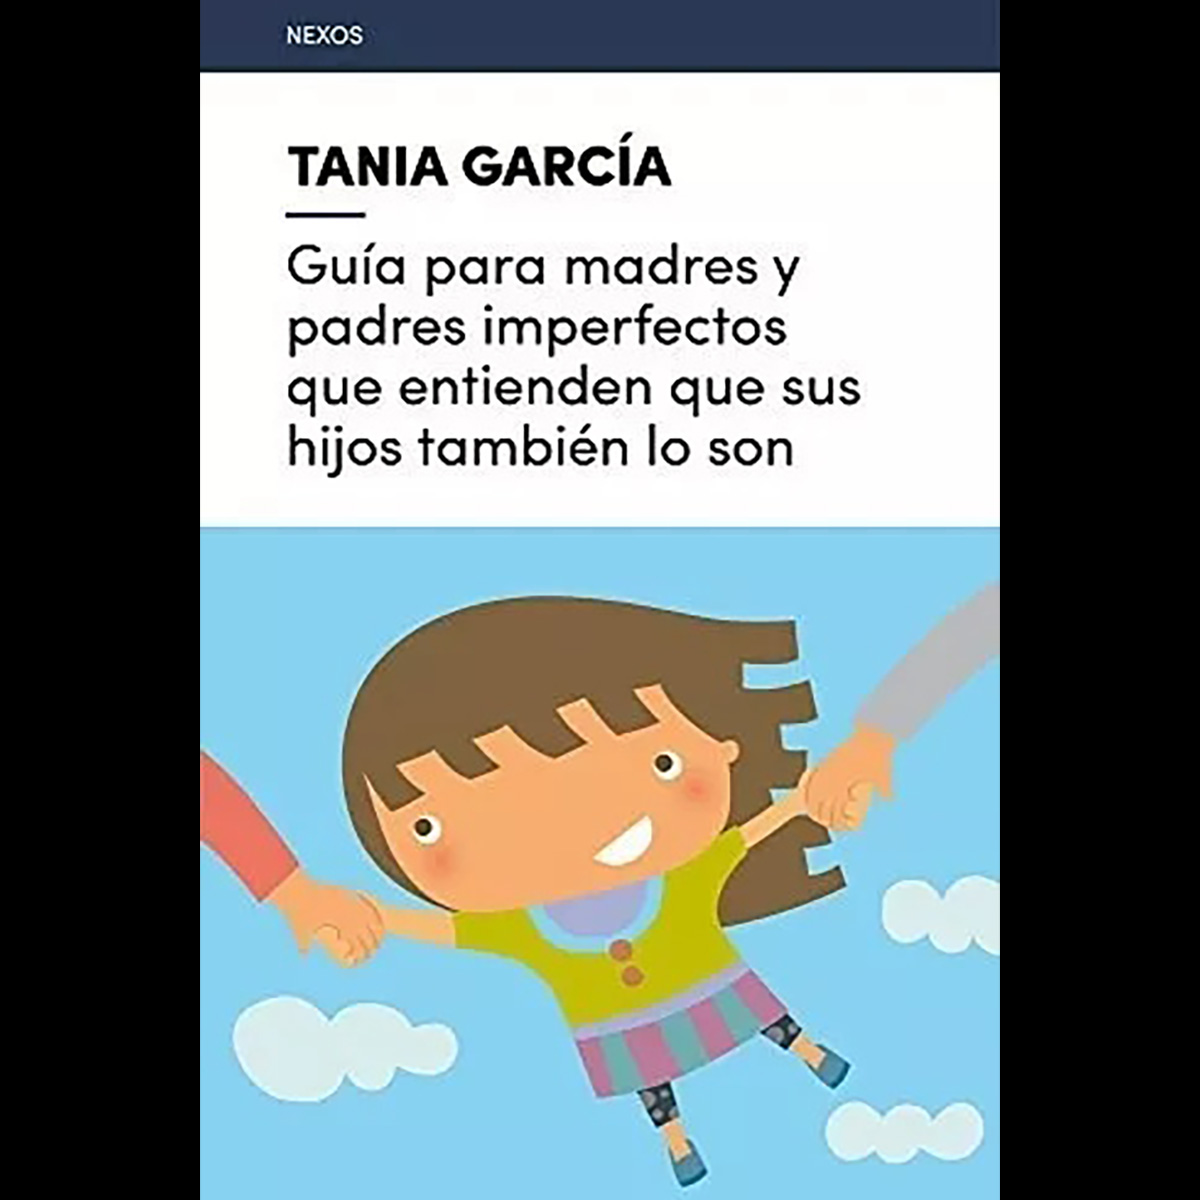 NEXOS
TANIA GARCÍA
Guía para madres y
padres imperfectos
que entienden que sus
hijos también lo son